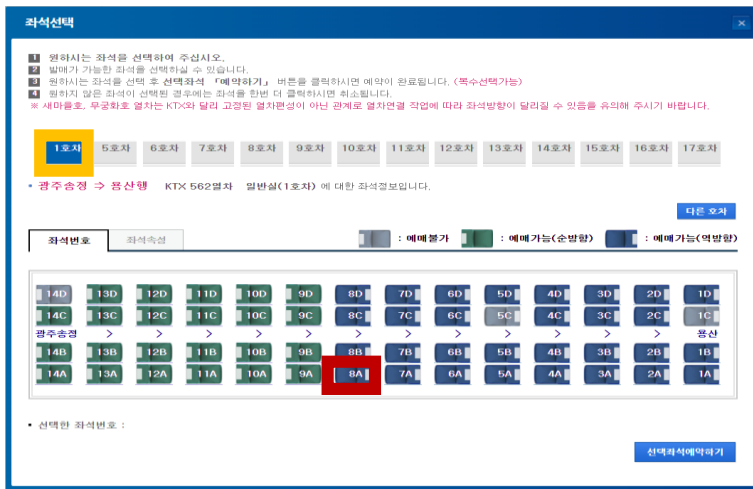 좌석선택
1 원하시는 좌석을 선택하여 주십시오.
2 발매가 가능한 좌석을 선택하실 수 있습니다.
3 원하시는 좌석을 선택 후 선택좌석 「예약하기」 버튼을 클릭하시면 예약이 완료됩니다. (복수선택가능)
4 원하지 않은 좌석이 선택된 경우에는 좌석을 한번 더 클릭하시면 취소됩니다.
※ 새마을호, 무궁화호 열차는 KTX와 달리 고정된 열차편성이 아닌 관계로 열차연결 작업에 따라 좌석방향이 달리질 수 있음을 유의해 주시기 바랍니다.
1호차 5호차 6호차 7호차 8호차 9호차 10호차 11호차 12호차 13호차 14호차 15호차 16호차 17호차
• 광주송정 ⇒ 용산행 KTX 562열차 일반실(1호차) 에 대한 좌석정보입니다.
다른 호차
좌석번호 좌석속성 : 예매불가 : 예매가능(순방향) : 예매가능(역방향)
14D 13D 12D 11D 10D 9D 8D 7D 6D 5D 4D 3D 2D 1D
14C 13C 12C 11C 10C 9C 8C 7C 6C 5C 4C 3C 2C 1C
광주송정 > > > > > > > > > > > > 용산
14B 13B 12B 11B 10B 9B 8B 7B 6B 5B 4B 3B 2B 1B
14A 13A 12A 11A 10A 9A 8A 7A 6A 5A 4A 3A 2A 1A
• 선택한 좌석번호 :
선택좌석예약하기